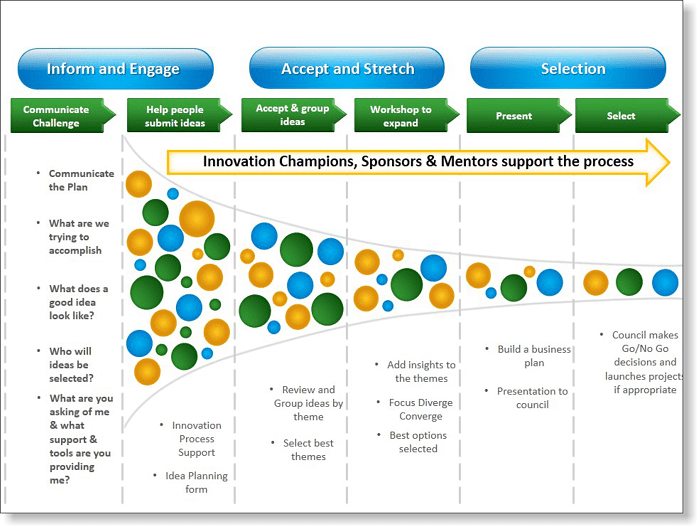 Inform and Engage
Accept and Stretch
Selection
Communicate
Challenge
Help people
submit ideas
Accept & group
ideas
Workshop to
expand
Present
Select
Innovation Champions, Sponsors & Mentors support the process
• Communicate
the Plan
• What are we
trying to
accomplish
• What does a
good idea
look like?
• Who will
ideas be
selected?
• What are you
asking of me
& what
support &
tools are you
providing
me?
• Innovation
Process
Support
• Idea Planning
form
• Review and
Group ideas by
theme
• Select best
themes
• Add insights to
the themes
• Focus Diverge
Converge
• Best options
selected
• Build a business
plan
• Presentation to
council
• Council makes
Go/No Go
decisions and
launches projects
if appropriate